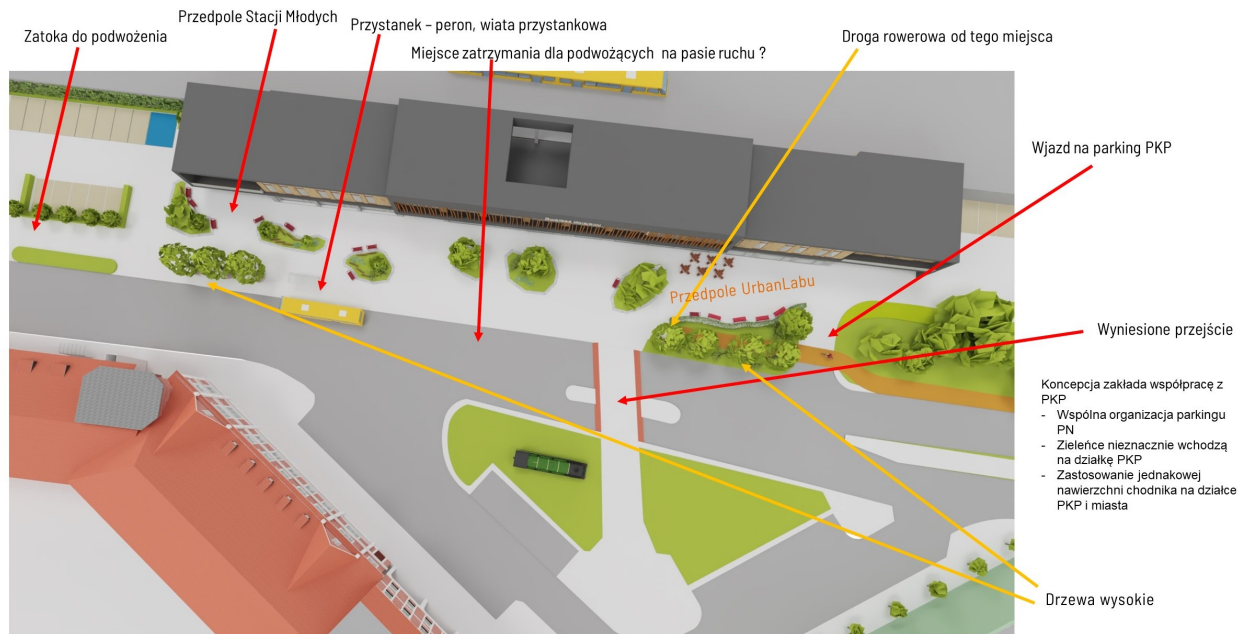 Zatoka do podwożenia
Przedpole Stacji Młodych
Przystanek – peron, wiata przystankowa
Miejsce zatrzymania dla podwożących na pasie ruchu ?
Droga rowerowa od tego miejsca
Wjazd na parking PKP
Przedpole UrbanLabu
Wyniesione przejście
Koncepcja zakłada współpracę z
PKP
- Wspólna organizacja parkingu
PN
- Zieleńce nieznacznie wchodzą
na działkę PKP
- Zastosowanie jednakowej
nawierzchni chodnika na działce
PKP i miasta
Drzewa wysokie